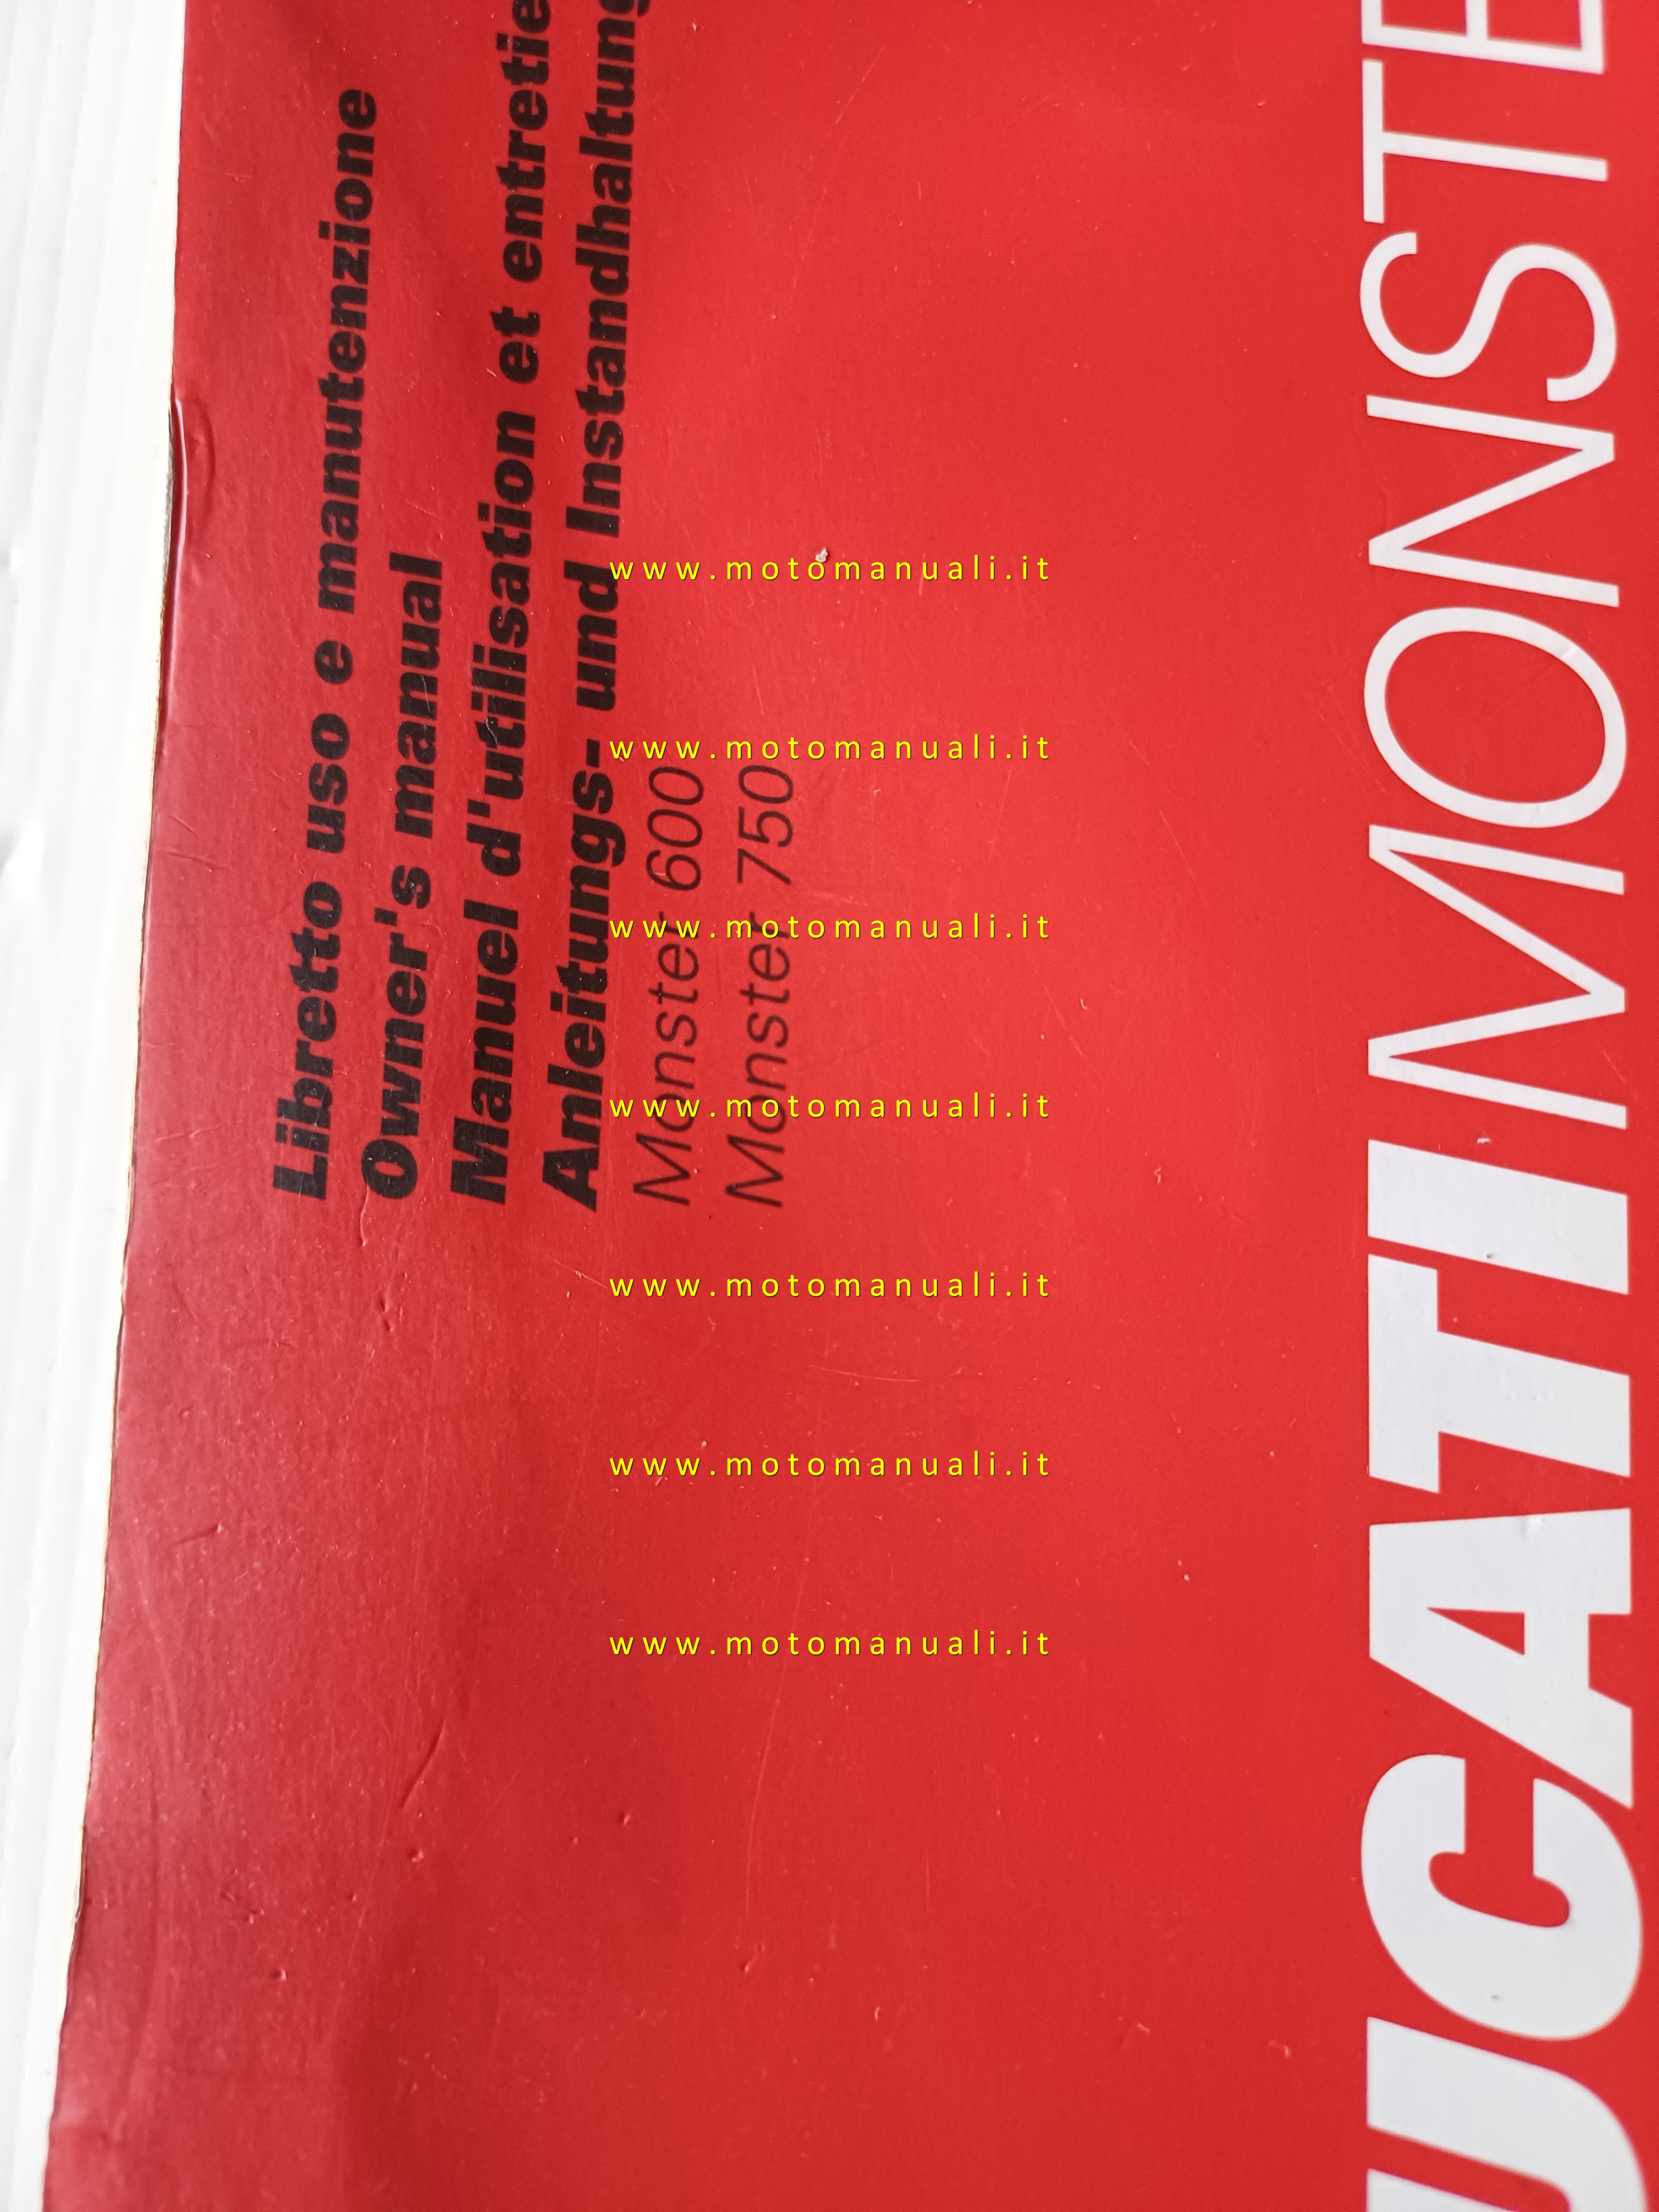 Libretto uso e manutenzione
Owner's manual
Manuel d'utilisation et entretie
Anleitungs- und Instandhaltung
Monster 600
Monster 750
UCATIMONSTE
www.motomanuali.it
www.motomanuali.it
www.motomanuali.it
www.motomanuali.it
www.motomanuali.it
www.motomanuali.it
www.motomanuali.it